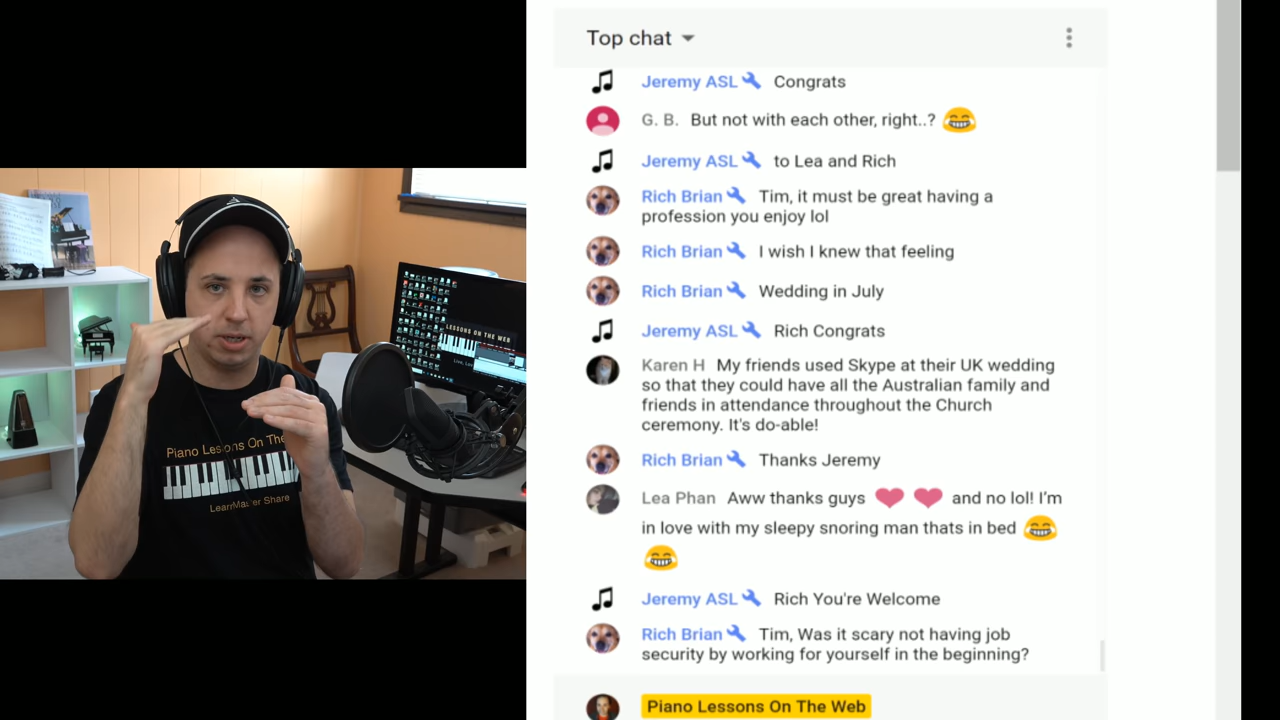 Top chat
Jeremy ASL Congrats
G. B. But not with each other, right..? 😂
Jeremy ASL to Lea and Rich
Rich Brian Tim, it must be great having a
profession you enjoy lol
Rich Brian I wish I knew that feeling
Rich Brian Wedding in July
Jeremy ASL Rich Congrats
Karen H My friends used Skype at their UK wedding
so that they could have all the Australian family and
friends in attendance throughout the Church
ceremony. It's do-able!
Rich Brian Thanks Jeremy
Lea Phan Aww thanks guys ❤️ ❤️ and no lol! I'm
in love with my sleepy snoring man thats in bed 😂
😂
Jeremy ASL Rich You're Welcome
Rich Brian Tim, Was it scary not having job
security by working for yourself in the beginning?
Piano Lessons On The Web
LESSONS ON THE WEB
Piano Lessons On The
Learn Master Share